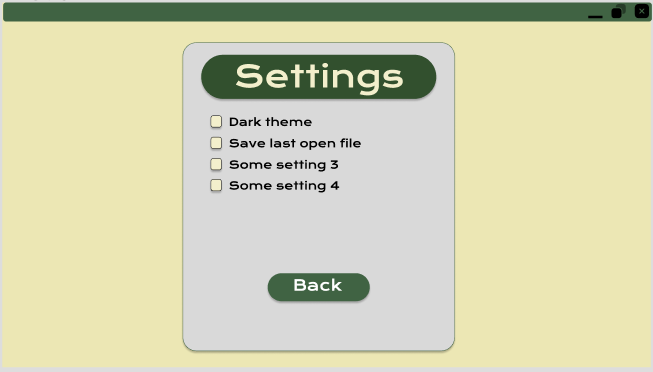 Settings
Dark theme
Save last open file
Some setting 3
Some setting 4
Back